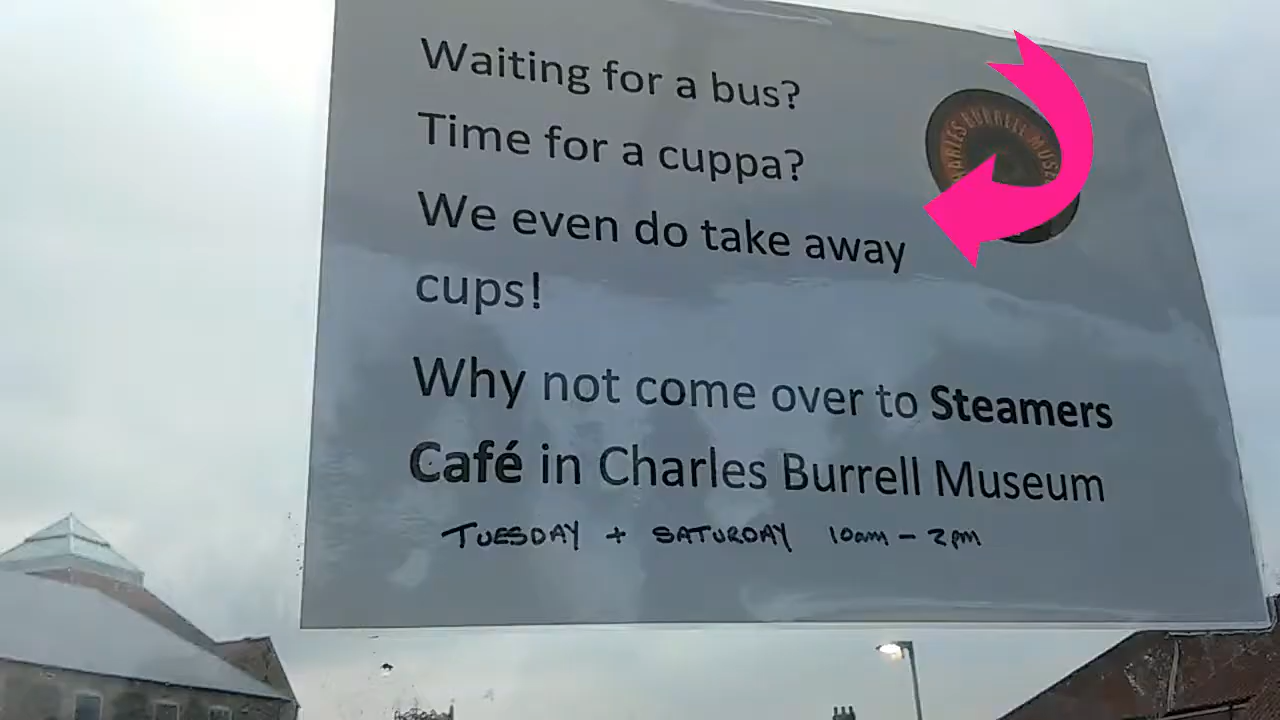 Waiting for a bus?
Time for a cuppa?
We even do take away
cups!
Why not come over to Steamers
Café in Charles Burrell Museum
TUESDAY + SATURDAY 10am - 2pm
BURRELL